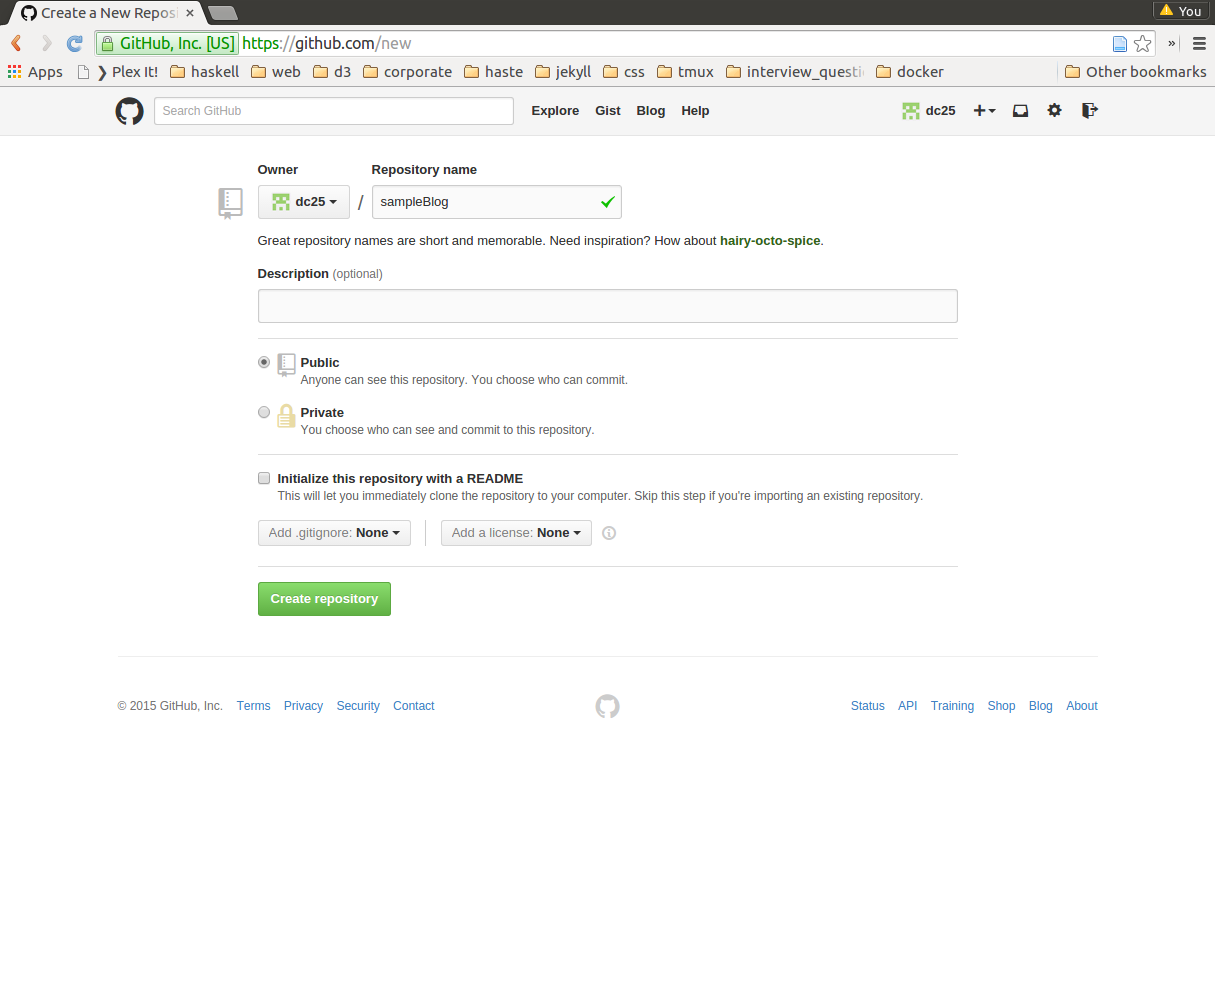 Create a New Reposi ×
You
GitHub, Inc. [US] https://github.com/new »
Apps ❯ Plex It! haskell web d3 corporate haste jekyll css tmux interview_questi docker Other bookmarks
Search GitHub Explore Gist Blog Help dc25
Owner Repository name
dc25 / sampleBlog
Great repository names are short and memorable. Need inspiration? How about hairy-octo-spice.
Description (optional)
Public
Anyone can see this repository. You choose who can commit.
Private
You choose who can see and commit to this repository.
Initialize this repository with a README
This will let you immediately clone the repository to your computer. Skip this step if you're importing an existing repository.
Add .gitignore: None Add a license: None
Create repository
© 2015 GitHub, Inc. Terms Privacy Security Contact Status API Training Shop Blog About